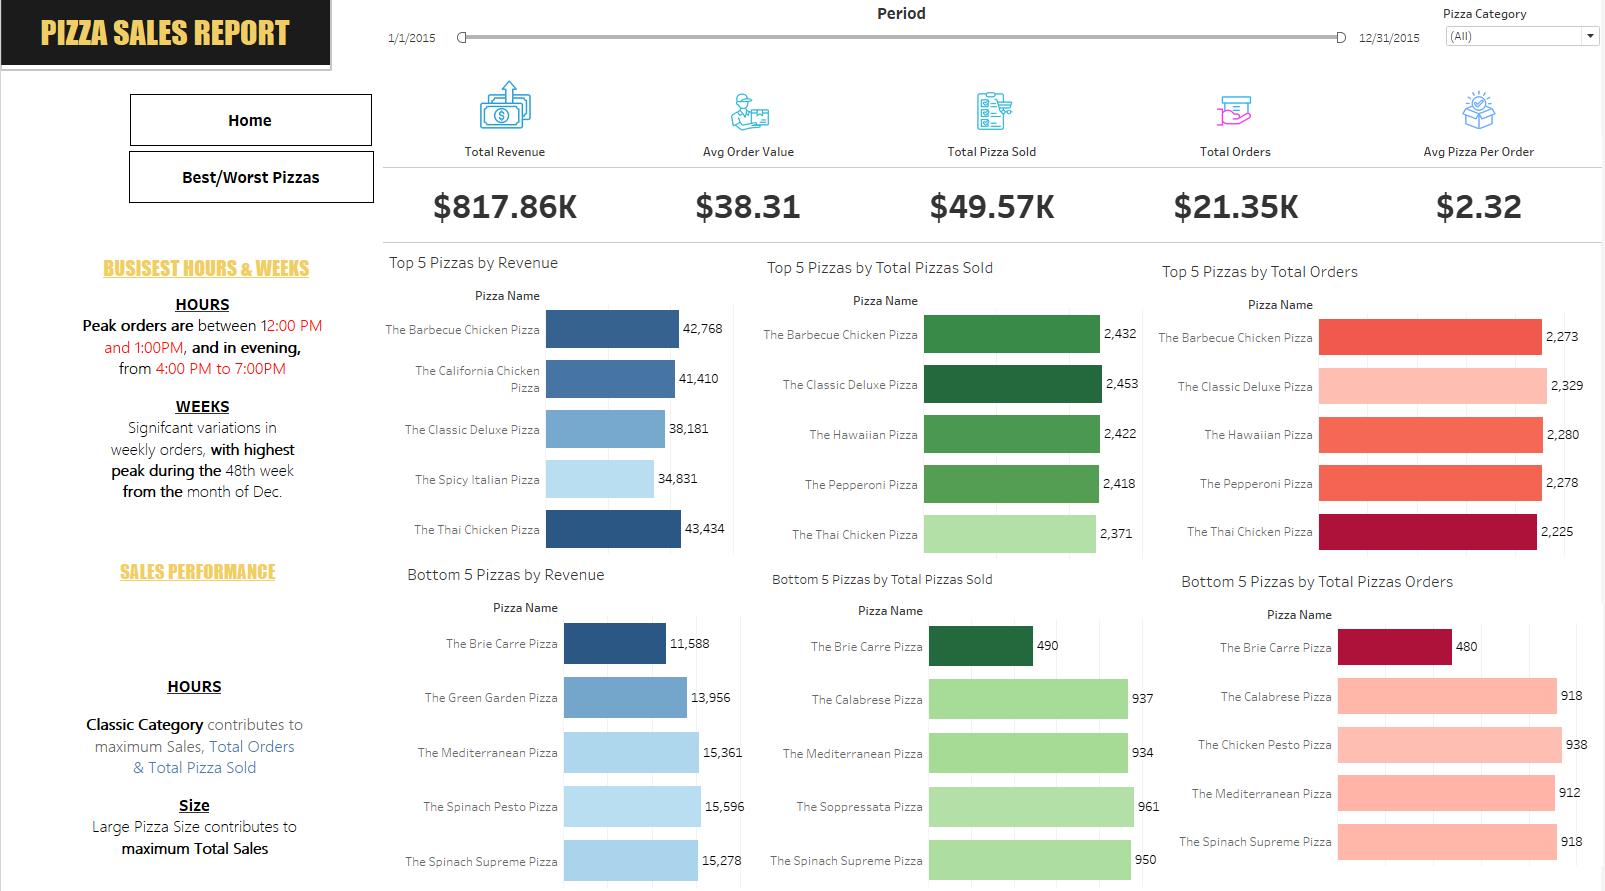 PIZZA SALES REPORT
Period
1/1/2015
12/31/2015
Pizza Category
(All)
Home
Best/Worst Pizzas
Total Revenue
Avg Order Value
Total Pizza Sold
Total Orders
Avg Pizza Per Order
$817.86K
$38.31
$49.57K
$21.35K
$2.32
BUSISEST HOURS & WEEKS
HOURS
Peak orders are between 12:00 PM
and 1:00PM, and in evening,
from 4:00 PM to 7:00PM
WEEKS
Signifcant variations in
weekly orders, with highest
peak during the 48th week
from the month of Dec.
SALES PERFORMANCE
HOURS
Classic Category contributes to
maximum Sales, Total Orders
& Total Pizza Sold
Size
Large Pizza Size contributes to
maximum Total Sales
Top 5 Pizzas by Revenue
Pizza Name
The Barbecue Chicken Pizza 42,768
The California Chicken
Pizza 41,410
The Classic Deluxe Pizza 38,181
The Spicy Italian Pizza 34,831
The Thai Chicken Pizza 43,434
Top 5 Pizzas by Total Pizzas Sold
Pizza Name
The Barbecue Chicken Pizza 2,432
The Classic Deluxe Pizza 2,453
The Hawaiian Pizza 2,422
The Pepperoni Pizza 2,418
The Thai Chicken Pizza 2,371
Top 5 Pizzas by Total Orders
Pizza Name
The Barbecue Chicken Pizza 2,273
The Classic Deluxe Pizza 2,329
The Hawaiian Pizza 2,280
The Pepperoni Pizza 2,278
The Thai Chicken Pizza 2,225
Bottom 5 Pizzas by Revenue
Pizza Name
The Brie Carre Pizza 11,588
The Green Garden Pizza 13,956
The Mediterranean Pizza 15,361
The Spinach Pesto Pizza 15,596
The Spinach Supreme Pizza 15,278
Bottom 5 Pizzas by Total Pizzas Sold
Pizza Name
The Brie Carre Pizza 490
The Calabrese Pizza 937
The Mediterranean Pizza 934
The Soppressata Pizza 961
The Spinach Supreme Pizza 950
Bottom 5 Pizzas by Total Pizzas Orders
Pizza Name
The Brie Carre Pizza 480
The Calabrese Pizza 918
The Chicken Pesto Pizza 938
The Mediterranean Pizza 912
The Spinach Supreme Pizza 918